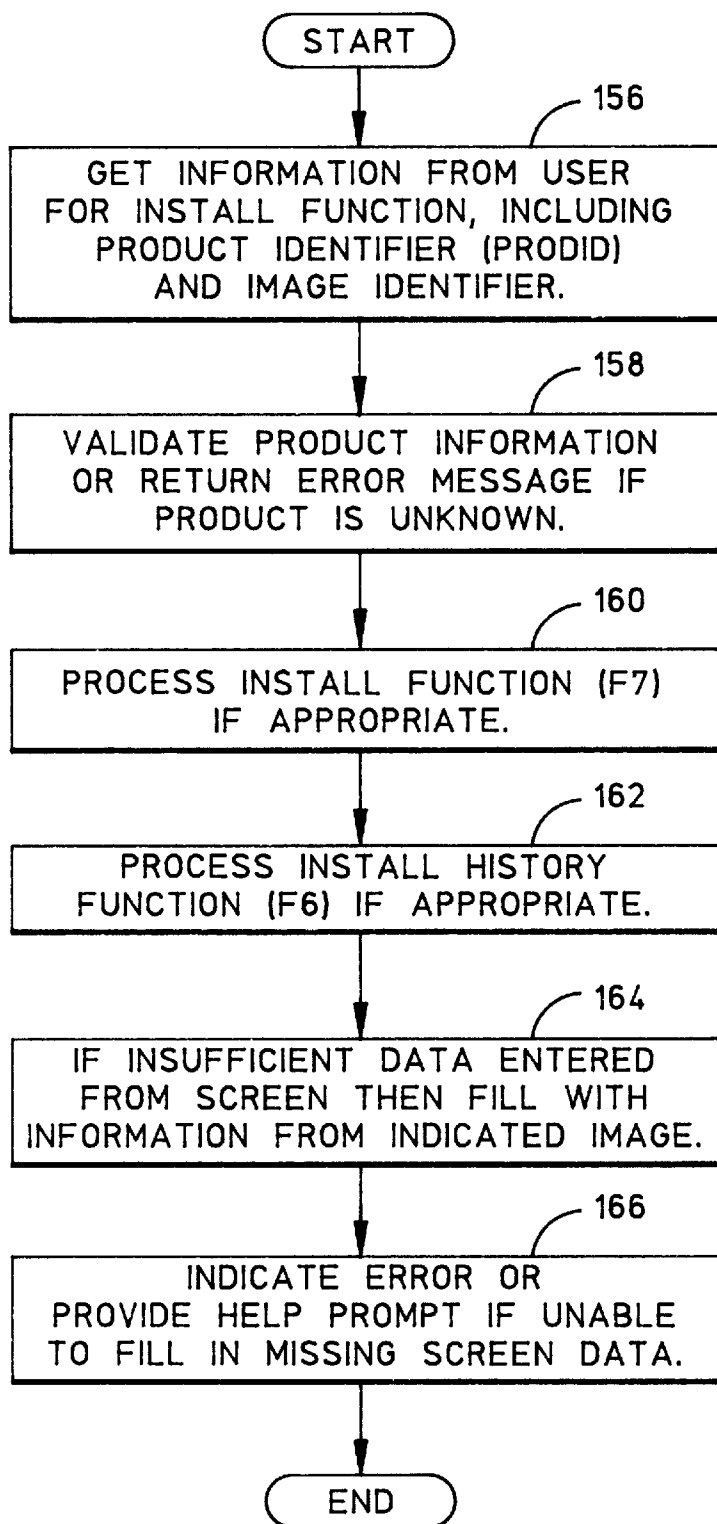 START
156
GET INFORMATION FROM USER
FOR INSTALL FUNCTION, INCLUDING
PRODUCT IDENTIFIER (PRODID)
AND IMAGE IDENTIFIER.
158
VALIDATE PRODUCT INFORMATION
OR RETURN ERROR MESSAGE IF
PRODUCT IS UNKNOWN.
160
PROCESS INSTALL FUNCTION (F7)
IF APPROPRIATE.
162
PROCESS INSTALL HISTORY
FUNCTION (F6) IF APPROPRIATE.
164
IF INSUFFICIENT DATA ENTERED
FROM SCREEN THEN FILL WITH
INFORMATION FROM INDICATED IMAGE.
166
INDICATE ERROR OR
PROVIDE HELP PROMPT IF UNABLE
TO FILL IN MISSING SCREEN DATA.
END